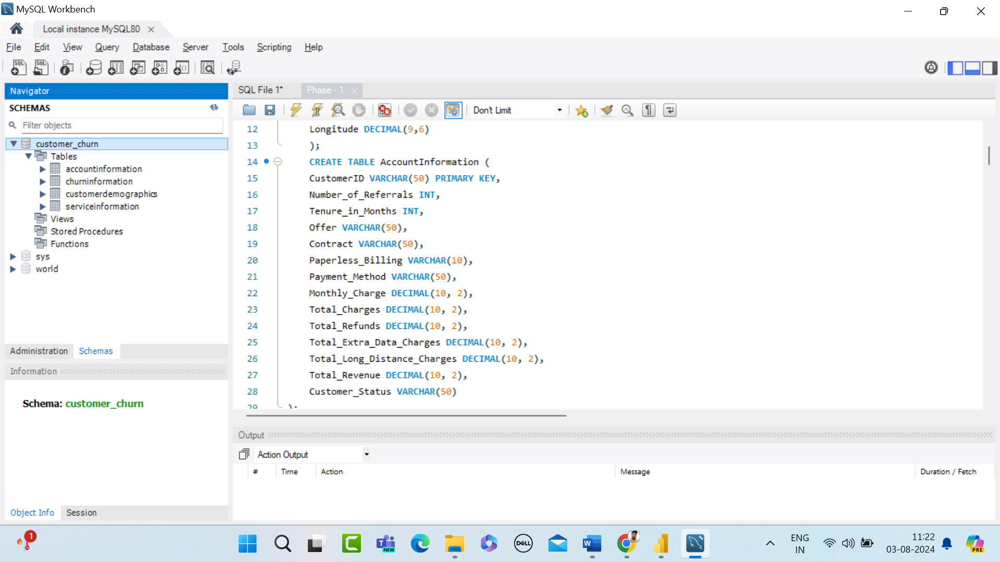 MySQL Workbench
Local instance MySQL80
File Edit View Query Database Server Tools Scripting Help
Navigator
SCHEMAS
Filter objects
customer_churn
Tables
accountinformation
churninformation
customerdemographics
serviceinformation
Views
Stored Procedures
Functions
sys
world
Administration Schemas
Information
Schema: customer_churn
Object Info Session
SQL File 1* Phase - 1
Don't Limit
12 Longitude DECIMAL(9,6)
13 );
14 CREATE TABLE AccountInformation (
15 CustomerID VARCHAR(50) PRIMARY KEY,
16 Number_of_Referrals INT,
17 Tenure_in_Months INT,
18 Offer VARCHAR(50),
19 Contract VARCHAR(50),
20 Paperless_Billing VARCHAR(10),
21 Payment_Method VARCHAR(50),
22 Monthly_Charge DECIMAL(10, 2),
23 Total_Charges DECIMAL(10, 2),
24 Total_Refunds DECIMAL(10, 2),
25 Total_Extra_Data_Charges DECIMAL(10, 2),
26 Total_Long_Distance_Charges DECIMAL(10, 2),
27 Total_Revenue DECIMAL(10, 2),
28 Customer_Status VARCHAR(50)
29 );
Output
Action Output
# Time Action Message Duration / Fetch
1
NEW
DELL
W
ENG
IN
11:22
03-08-2024
PRE